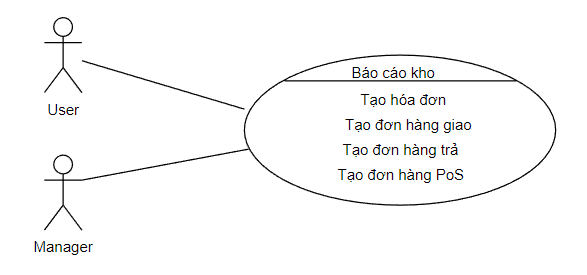 Báo cáo kho
Tạo hóa đơn
User
Tạo đơn hàng giao
Tạo đơn hàng trả
Tạo đơn hàng PoS
Manager